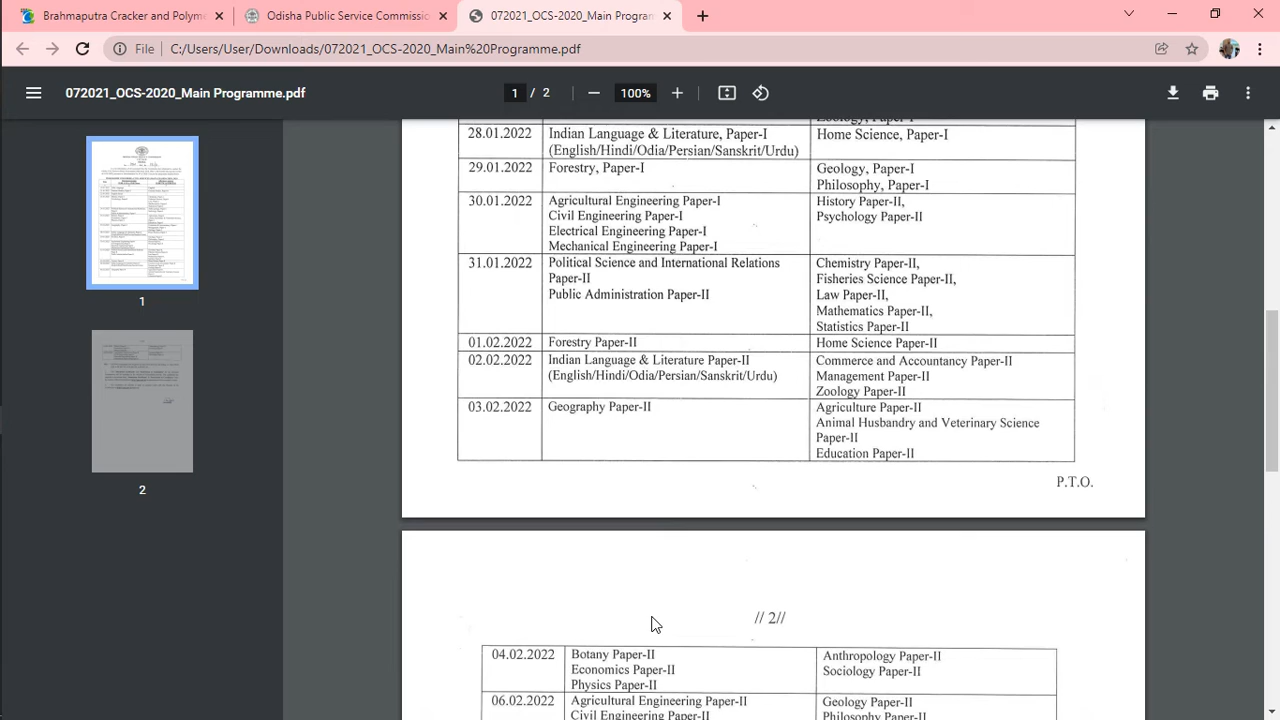 Brahmaputra Cracker and Polyme
Odisha Public Service Commissio
072021_OCS-2020_Main Program
File C:/Users/User/Downloads/072021_OCS-2020_Main%20Programme.pdf
072021_OCS-2020_Main Programme.pdf
1 / 2
100%
1
2
Zoology, Paper-I
28.01.2022 Indian Language & Literature, Paper-I Home Science, Paper-I
(English/Hindi/Odia/Persian/Sanskrit/Urdu)
29.01.2022 Forestry, Paper-I Geology, Paper-I
Philosophy, Paper-I
30.01.2022 Agricultural Engineering Paper-I History Paper-II,
Civil Engineering Paper-I Psychology Paper-II
Electrical Engineering Paper-I
Mechanical Engineering Paper-I
31.01.2022 Political Science and International Relations Chemistry Paper-II,
Paper-II Fisheries Science Paper-II,
Public Administration Paper-II Law Paper-II,
Mathematics Paper-II,
Statistics Paper-II
01.02.2022 Forestry Paper-II Home Science Paper-II
02.02.2022 Indian Language & Literature Paper-II Commerce and Accountancy Paper-II
(English/Hindi/Odia/Persian/Sanskrit/Urdu) Management Paper-II
Zoology Paper-II
03.02.2022 Geography Paper-II Agriculture Paper-II
Animal Husbandry and Veterinary Science
Paper-II
Education Paper-II
P.T.O.
// 2//
04.02.2022 Botany Paper-II Anthropology Paper-II
Economics Paper-II Sociology Paper-II
Physics Paper-II
06.02.2022 Agricultural Engineering Paper-II Geology Paper-II
Civil Engineering Paper-II Philosophy Paper-II